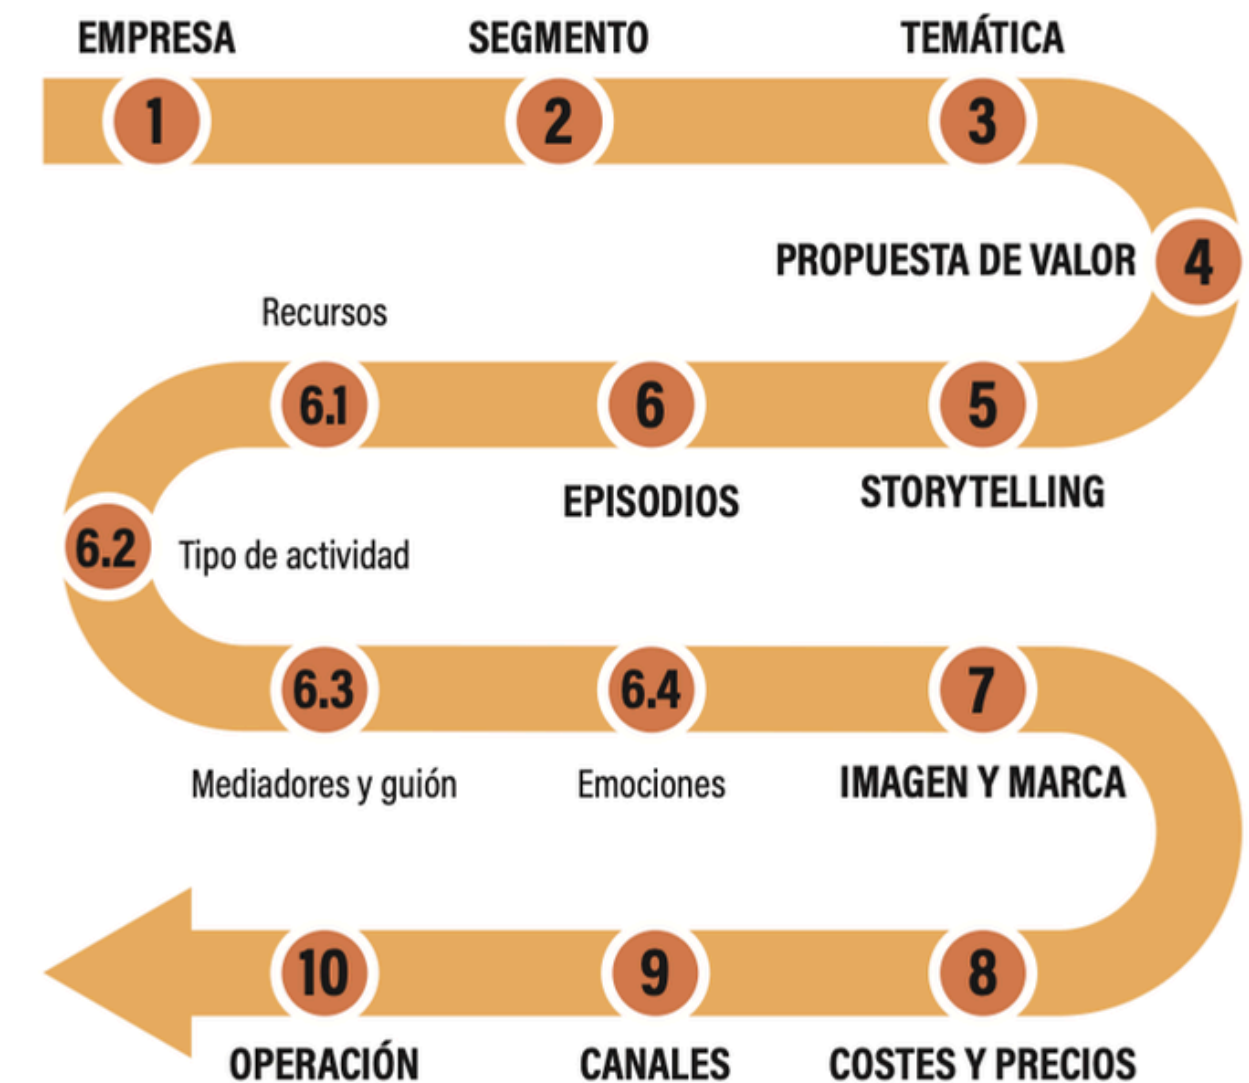 EMPRESA
1
SEGMENTO
2
TEMÁTICA
3
PROPUESTA DE VALOR
4
STORYTELLING
5
EPISODIOS
6
Recursos
6.1
6.2
Tipo de actividad
6.3
Mediadores y guión
6.4
Emociones
7
IMAGEN Y MARCA
8
COSTES Y PRECIOS
9
CANALES
10
OPERACIÓN